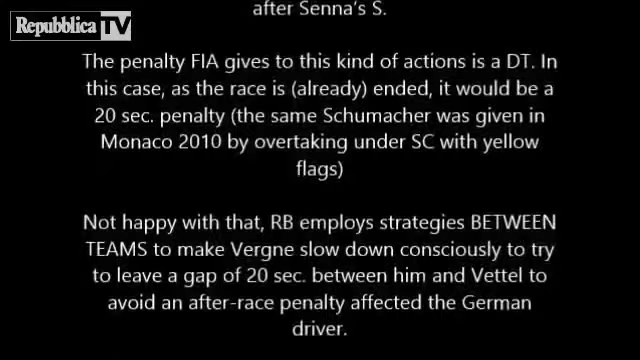 Repubblica TV
after Senna's S.
The penalty FIA gives to this kind of actions is a DT. In
this case, as the race is (already) ended, it would be a
20 sec. penalty (the same Schumacher was given in
Monaco 2010 by overtaking under SC with yellow
flags)
Not happy with that, RB employs strategies BETWEEN
TEAMS to make Vergne slow down consciously to try
to leave a gap of 20 sec. between him and Vettel to
avoid an after-race penalty affected the German
driver.